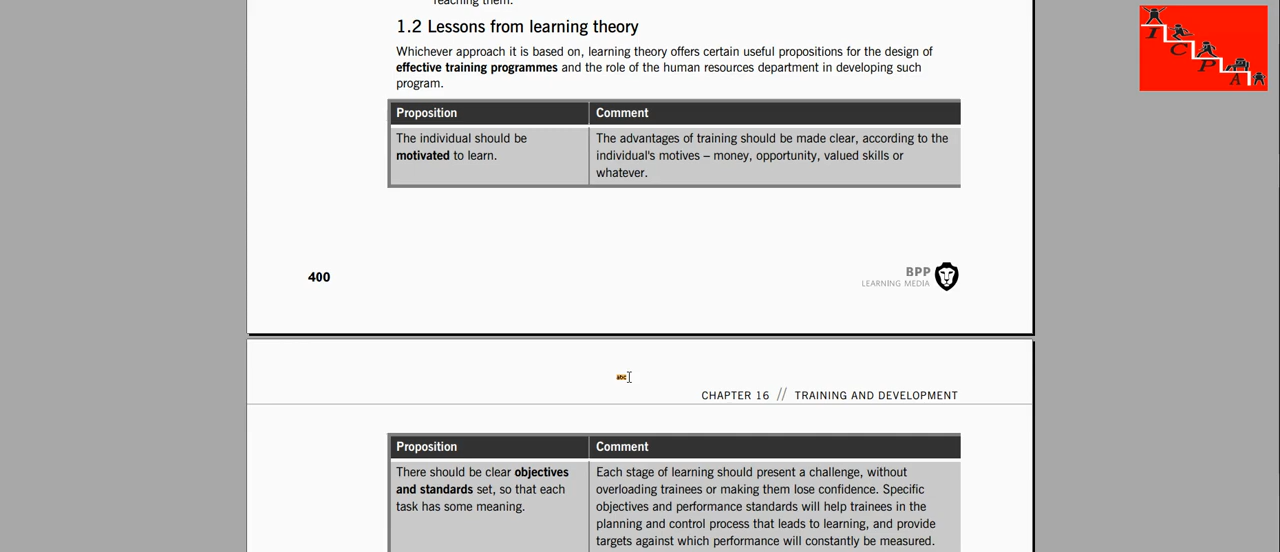 1.2 Lessons from learning theory
Whichever approach it is based on, learning theory offers certain useful propositions for the design of
effective training programmes and the role of the human resources department in developing such
program.
Proposition Comment
The individual should be motivated to learn.
The advantages of training should be made clear, according to the
individual's motives – money, opportunity, valued skills or
whatever.
400
BPP
LEARNING MEDIA
abc
CHAPTER 16 // TRAINING AND DEVELOPMENT
Proposition Comment
There should be clear objectives
and standards set, so that each
task has some meaning.
Each stage of learning should present a challenge, without
overloading trainees or making them lose confidence. Specific
objectives and performance standards will help trainees in the
planning and control process that leads to learning, and provide
targets against which performance will constantly be measured.
I
C
P
A